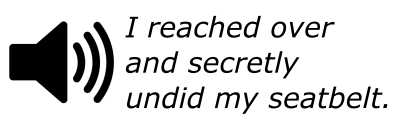 I reached over
and secretly
undid my seatbelt.